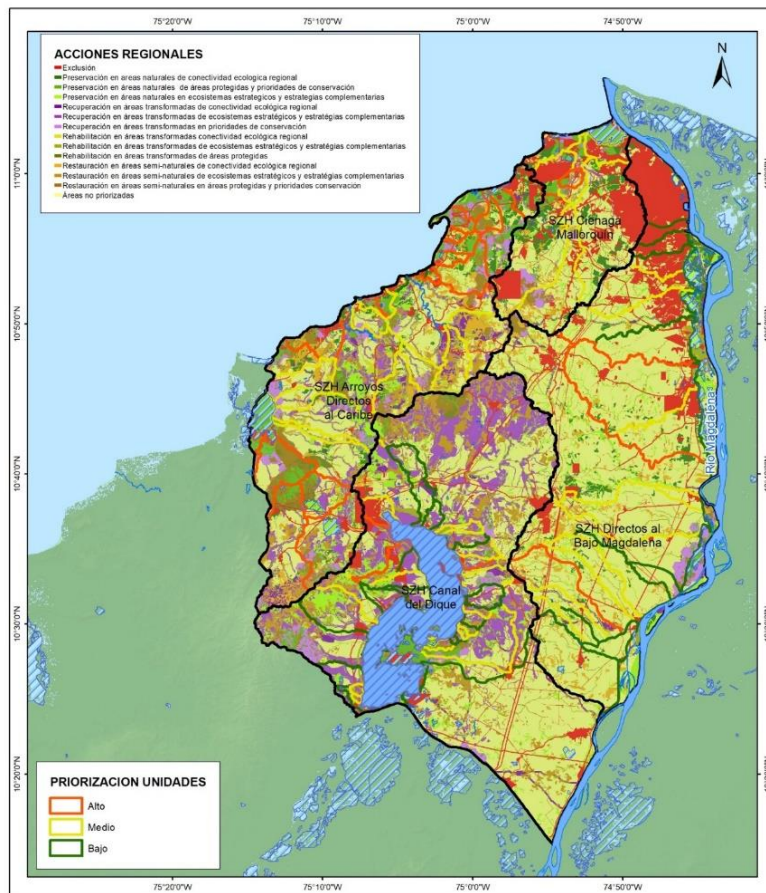 75°20'0"W 75°10'0"W 75°0'0"W 74°50'0"W
ACCIONES REGIONALES
Exclusión
Preservación en areas naturales de conectividad ecologica regional
Preservación en áreas naturales de áreas protegidas y prioridades de conservación
Preservación en áreas naturales en ecosistemas estratégicos y estrategias complementarias
Recuperación en áreas transformadas de conectividad ecológica regional
Recuperación en áreas transformadas de ecosistemas estratégicos y estrategias complementarias
Recuperación en áreas transformadas en prioridades de conservación
Rehabilitación en áreas transformadas conectividad ecológica regional
Rehabilitación en áreas transformadas de ecosistemas estratégicos y estrategias complementarias
Rehabilitación en áreas transformadas de áreas protegidas
Restauración en áreas semi-naturales de conectividad ecológica regional
Restauración en áreas semi-naturales de ecosistemas estratégicos y estrategias complementarias
Restauración en áreas semi-naturales en áreas protegidas y prioridades conservación
Áreas no priorizadas
N
11°0'0"N
SZH Cienaga
Mallorquín
10°50'0"N
SZH Arroyos
Directos
al Caribe
Río Magdalena
10°40'0"N
SZH Directos al
Bajo Magdalena
SZH Canal
del Dique
10°30'0"N
10°20'0"N
PRIORIZACION UNIDADES
Alto
Medio
Bajo
75°20'0"W 75°10'0"W 75°0'0"W 74°50'0"W